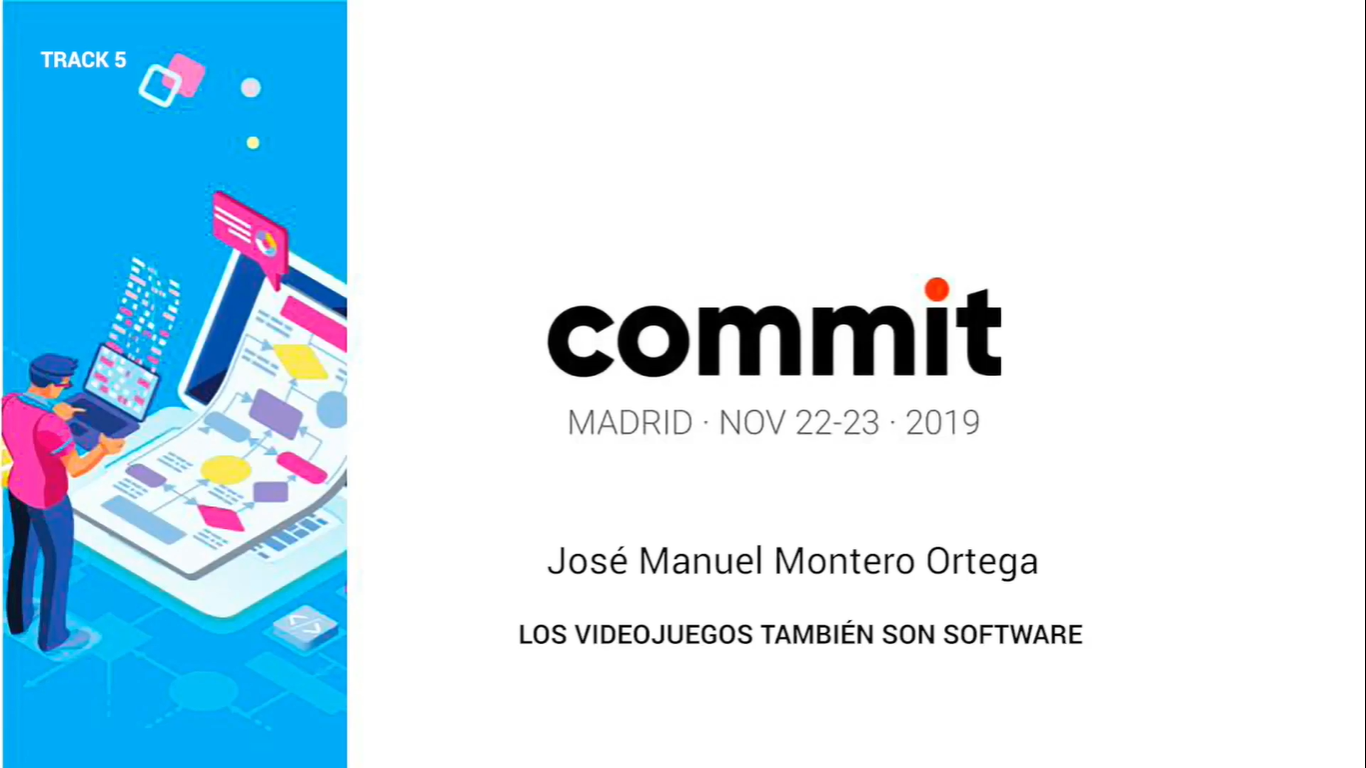 TRACK 5
commit
MADRID · NOV 22-23 · 2019
José Manuel Montero Ortega
LOS VIDEOJUEGOS TAMBIÉN SON SOFTWARE